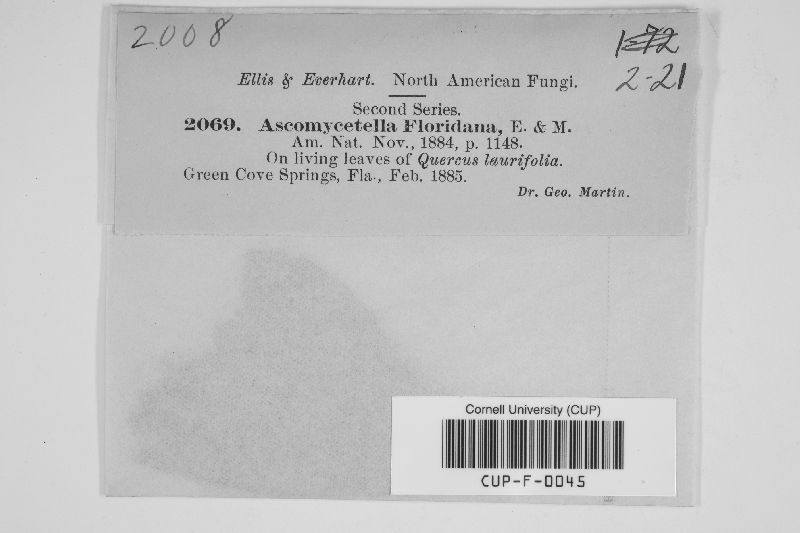 2008
2-21
Ellis & Everhart. North American Fungi.
Second Series.
2069. Ascomycetella Floridana, E. & M.
Am. Nat. Nov., 1884, p. 1148.
On living leaves of Quercus laurifolia.
Green Cove Springs, Fla., Feb. 1885.
Dr. Geo. Martin.
Cornell University (CUP)
CUP-F-0045